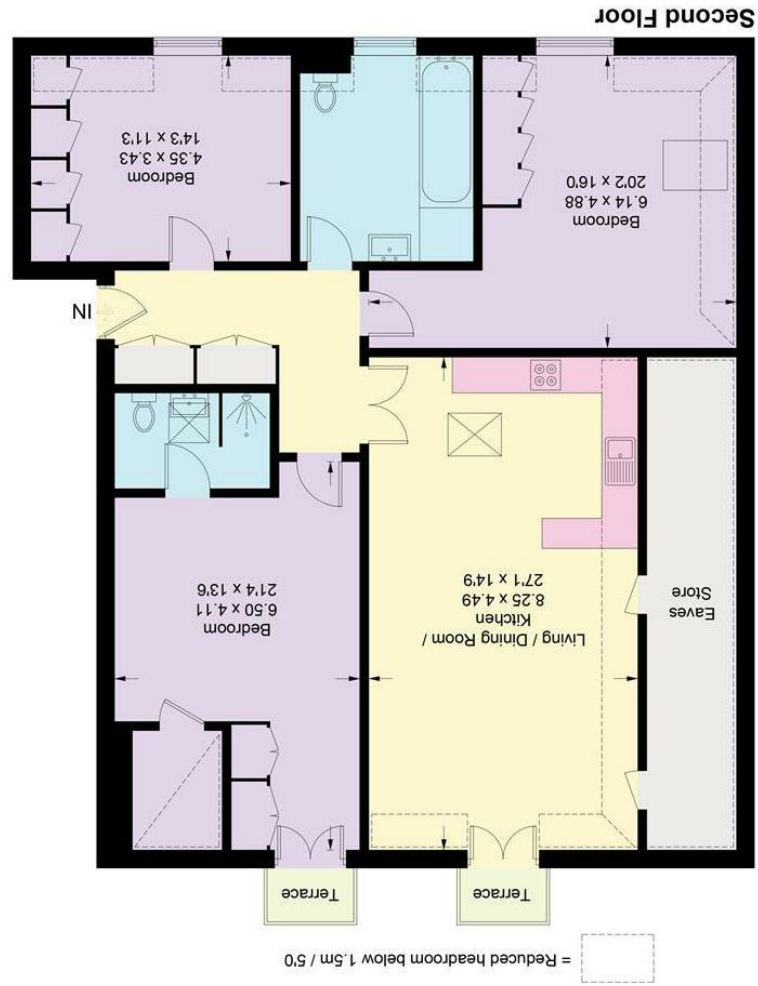 = Reduced headroom below 1.5m / 5'0
Terrace
Terrace
Eaves
Store
Living / Dining Room /
Kitchen
8.25 x 4.49
27'1 x 14'9
Bedroom
6.50 x 4.11
21'4 x 13'6
IN
Bedroom
6.14 x 4.88
20'2 x 16'0
Bedroom
4.35 x 3.43
14'3 x 11'3
Second Floor